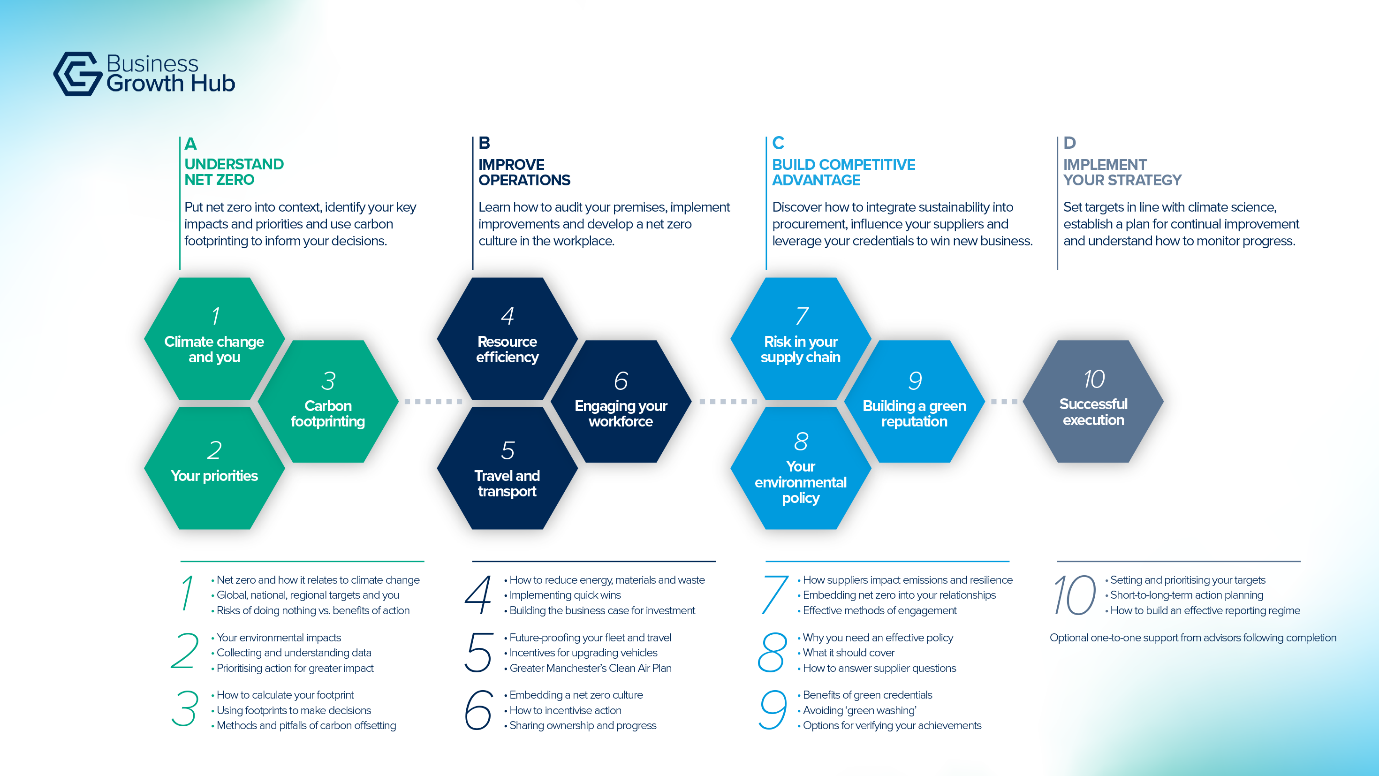 Business
Growth Hub
A
UNDERSTAND
NET ZERO
Put net zero into context, identify your key
impacts and priorities and use carbon
footprinting to inform your decisions.
B
IMPROVE
OPERATIONS
Learn how to audit your premises, implement
improvements and develop a net zero
culture in the workplace.
C
BUILD COMPETITIVE
ADVANTAGE
Discover how to integrate sustainability into
procurement, influence your suppliers and
leverage your credentials to win new business.
D
IMPLEMENT
YOUR STRATEGY
Set targets in line with climate science,
establish a plan for continual improvement
and understand how to monitor progress.
1
Climate change
and you
2
Your priorities
3
Carbon
footprinting
4
Resource
efficiency
5
Travel and
transport
6
Engaging your
workforce
7
Risk in your
supply chain
8
Your
environmental
policy
9
Building a green
reputation
10
Successful
execution
1
• Net zero and how it relates to climate change
• Global, national, regional targets and you
• Risks of doing nothing vs. benefits of action
2
• Your environmental impacts
• Collecting and understanding data
• Prioritising action for greater impact
3
• How to calculate your footprint
• Using footprints to make decisions
• Methods and pitfalls of carbon offsetting
4
• How to reduce energy, materials and waste
• Implementing quick wins
• Building the business case for investment
5
• Future-proofing your fleet and travel
• Incentives for upgrading vehicles
• Greater Manchester's Clean Air Plan
6
• Embedding a net zero culture
• How to incentivise action
• Sharing ownership and progress
7
• How suppliers impact emissions and resilience
• Embedding net zero into your relationships
• Effective methods of engagement
8
• Why you need an effective policy
• What it should cover
• How to answer supplier questions
9
• Benefits of green credentials
• Avoiding 'green washing'
• Options for verifying your achievements
10
• Setting and prioritising your targets
• Short-to-long-term action planning
• How to build an effective reporting regime
Optional one-to-one support from advisors following completion